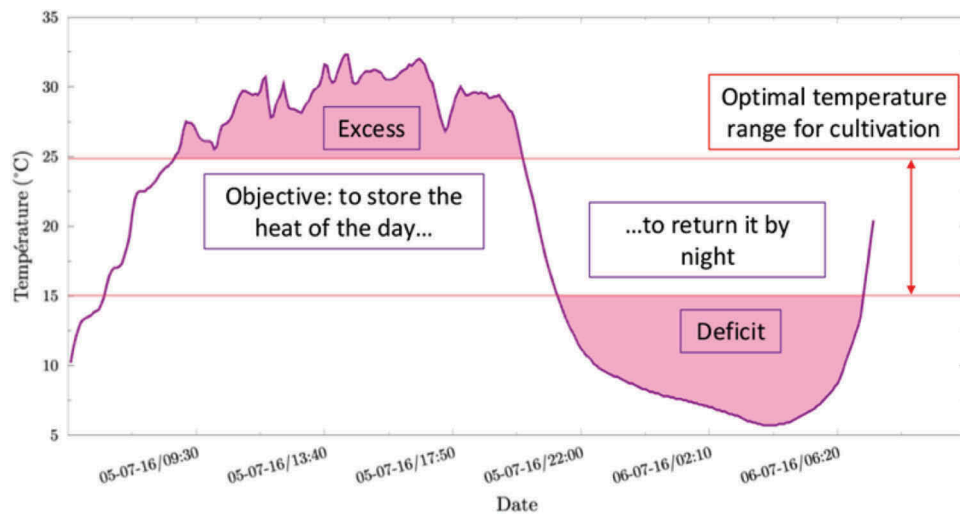 35
30
25
20
15
10
5
Température (°C)
Excess
Optimal temperature
range for cultivation
Objective: to store the
heat of the day…
…to return it by
night
Deficit
05-07-16/09:30
05-07-16/13:40
05-07-16/17:50
05-07-16/22:00
06-07-16/02:10
06-07-16/06:20
Date